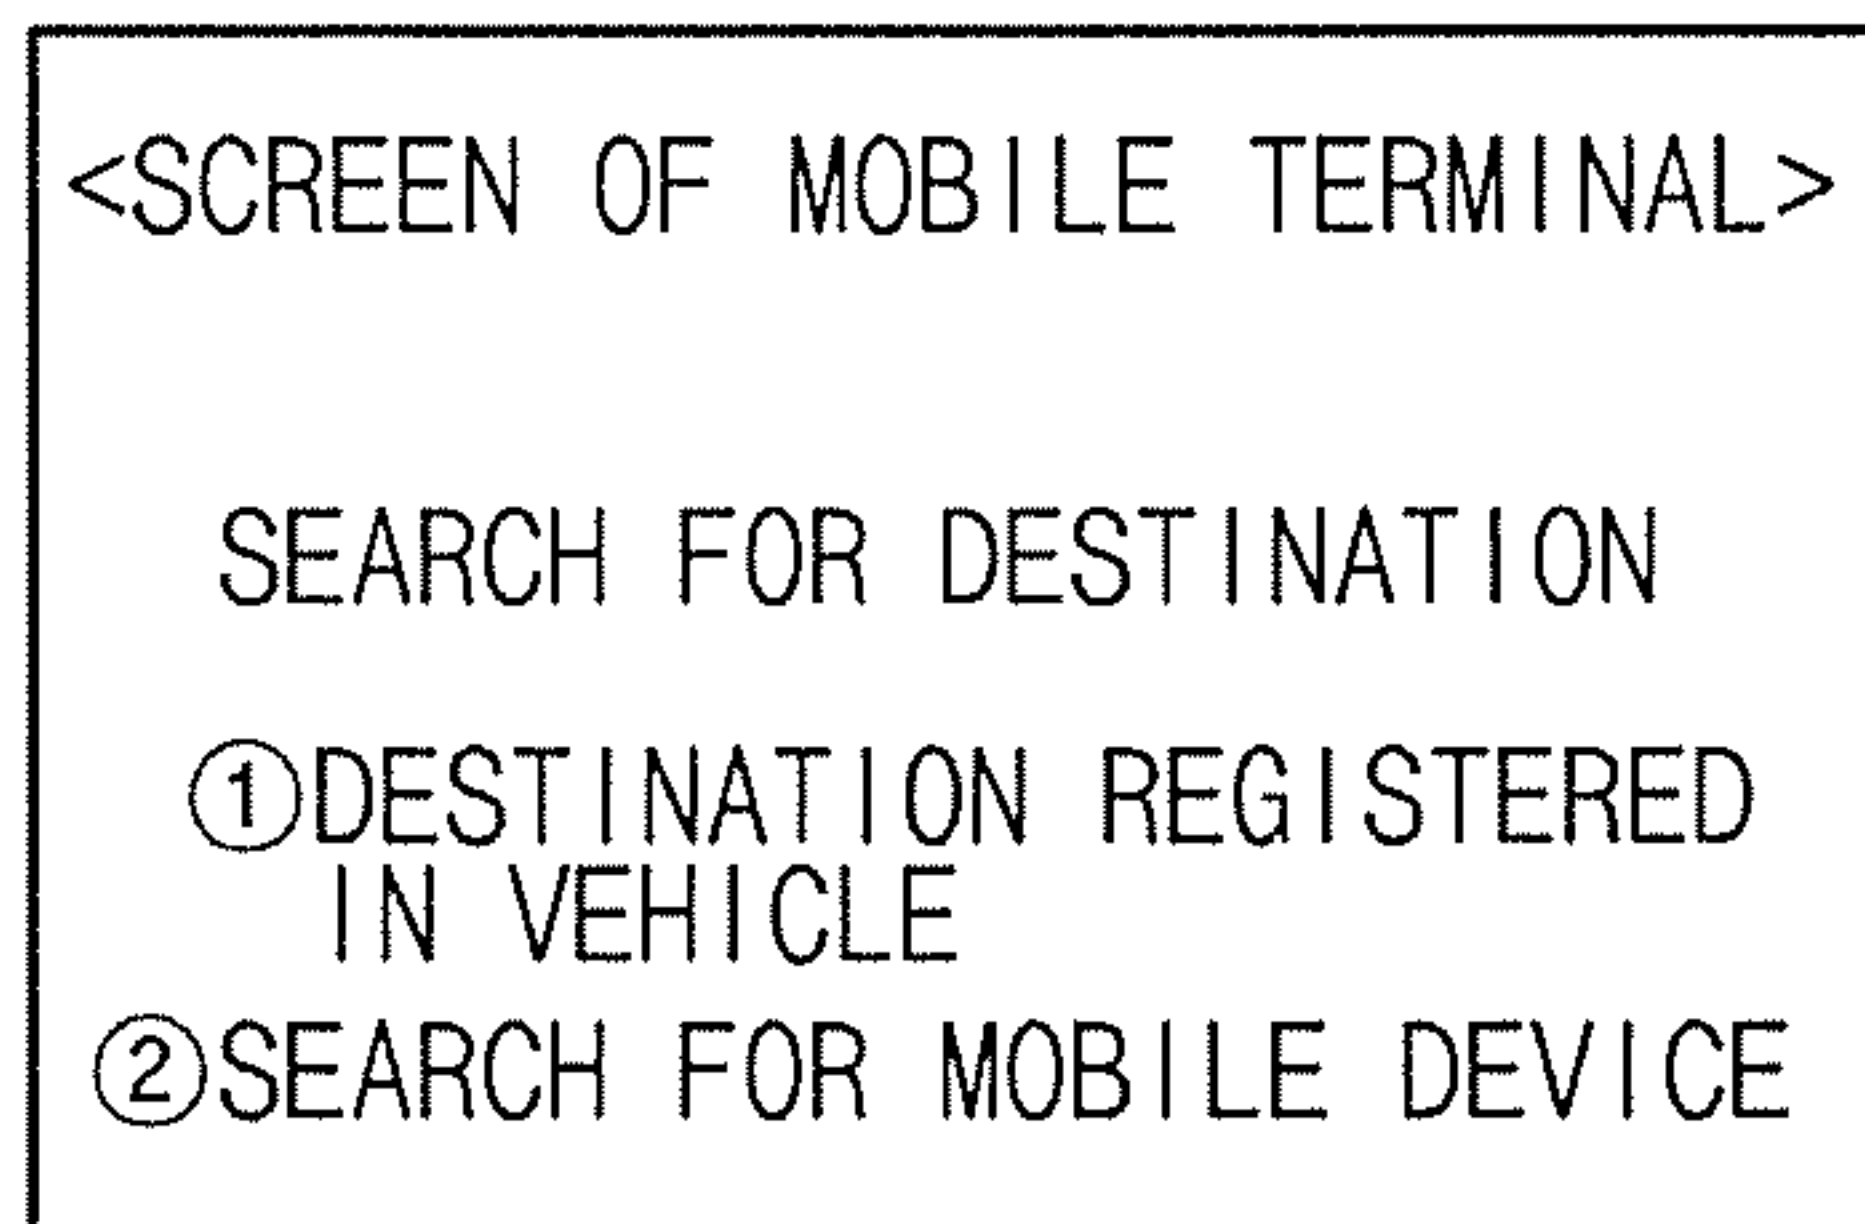 <SCREEN OF MOBILE TERMINAL>
SEARCH FOR DESTINATION
①DESTINATION REGISTERED
IN VEHICLE
②SEARCH FOR MOBILE DEVICE